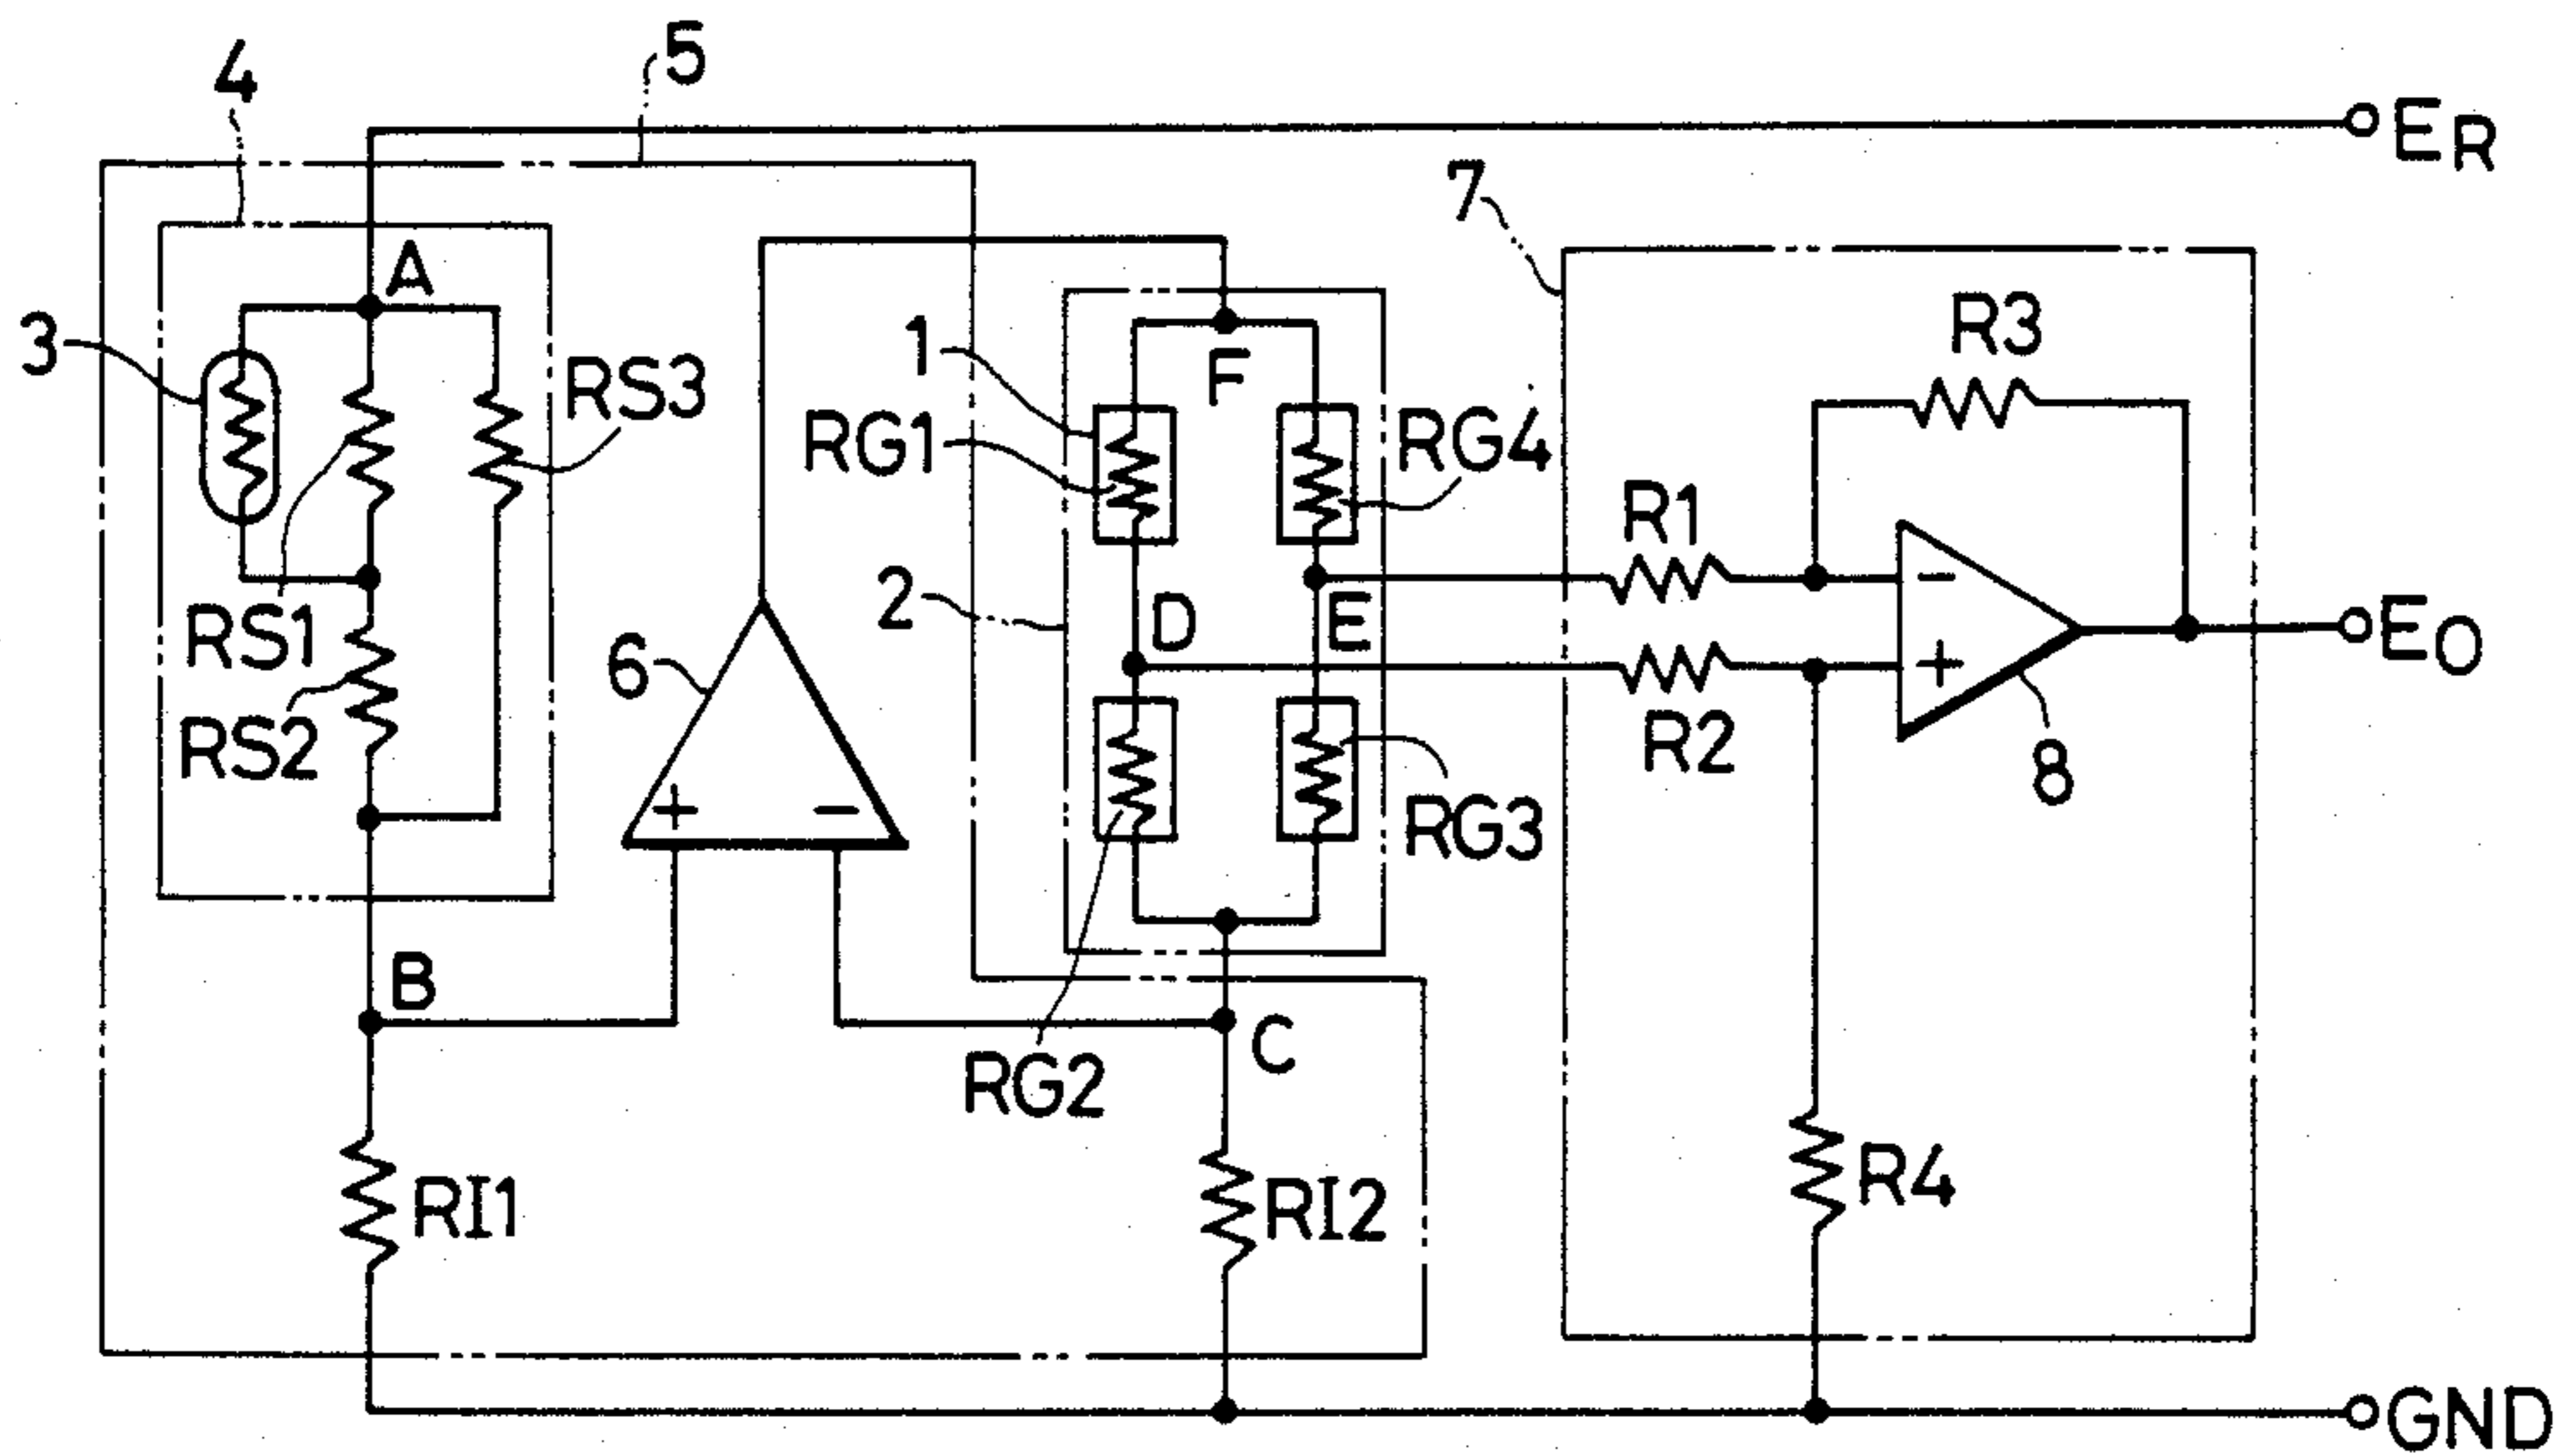 5
4
ER
7
A
3
1
R3
RS3
F
RG1
RG4
R1
2
D
E
RS1
EO
6
-
+
RS2
R2
8
+
-
RG3
B
C
RG2
RI1
RI2
R4
GND